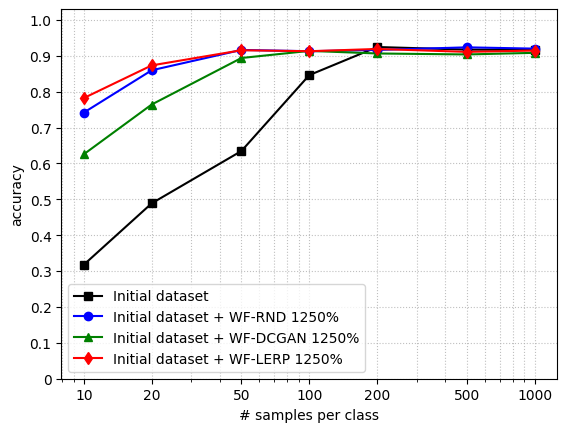 1.0
0.9
0.8
0.7
0.6
0.5
0.4
0.3
0.2
0.1
0
accuracy
Initial dataset
Initial dataset + WF-RND 1250%
Initial dataset + WF-DCGAN 1250%
Initial dataset + WF-LERP 1250%
10 20 50 100 200 500 1000
# samples per class